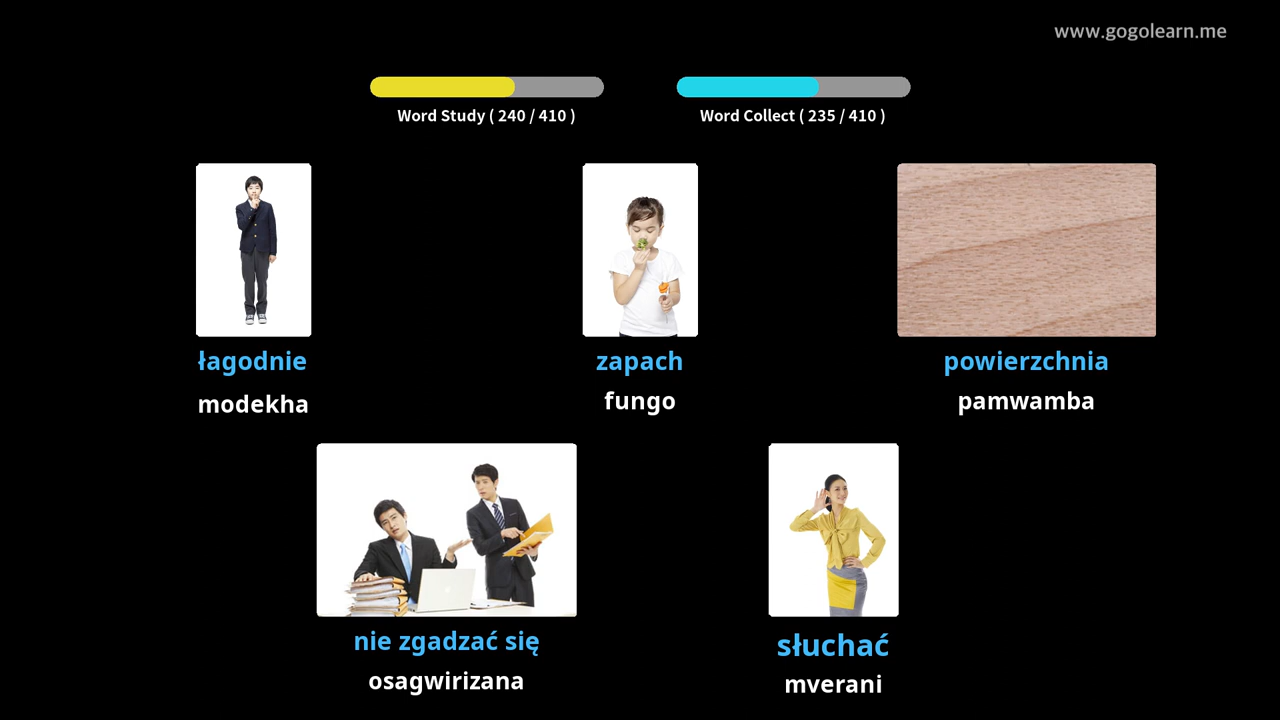 www.gogolearn.me
Word Study ( 240 / 410 )
Word Collect ( 235 / 410 )
łagodnie
modekha
zapach
fungo
powierzchnia
pamwamba
nie zgadzać się
osagwirizana
słuchać
mverani